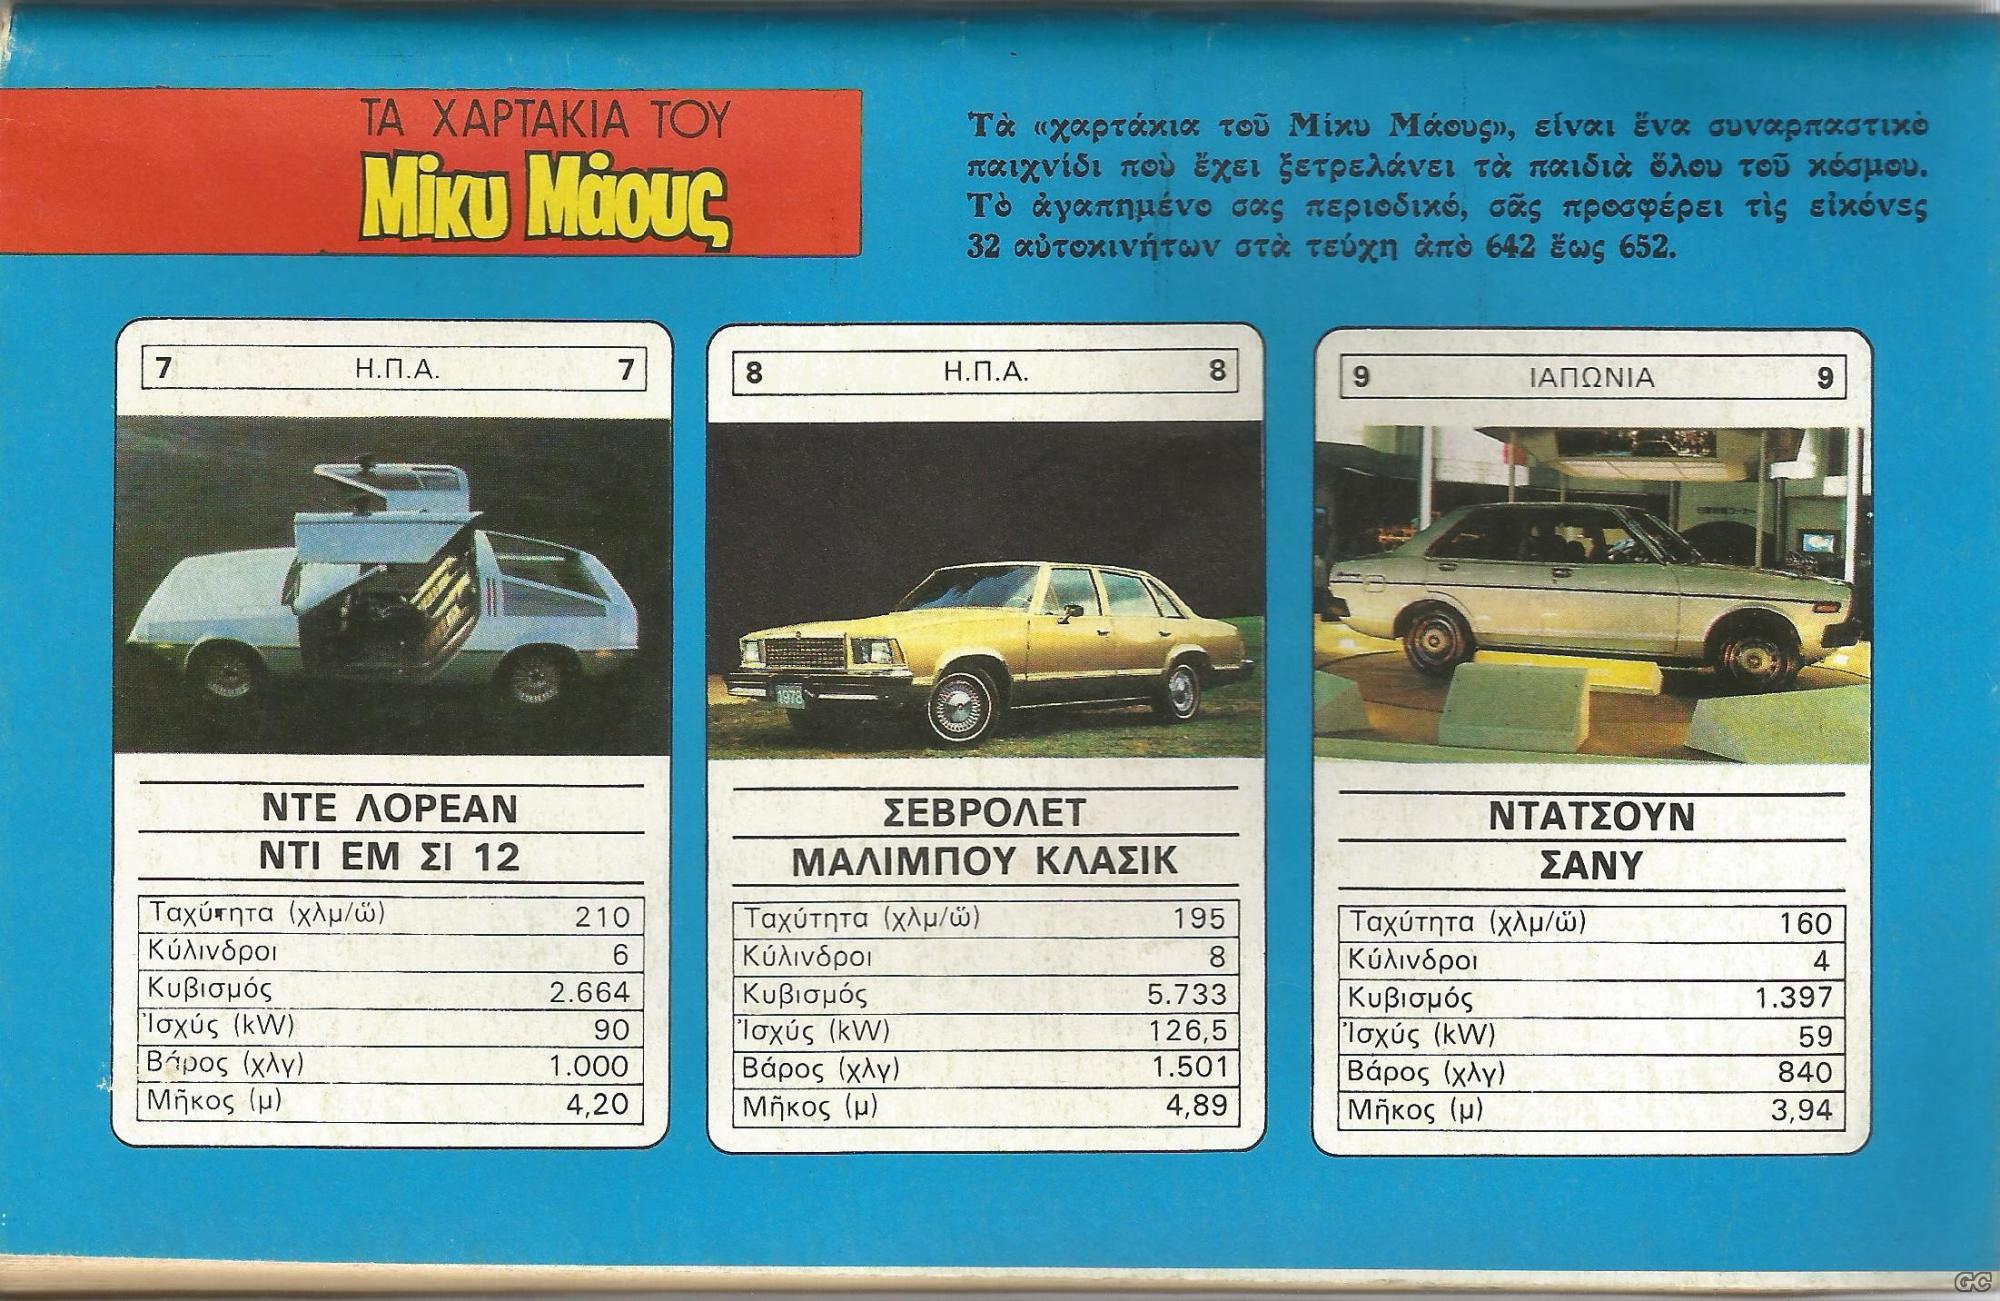 ΤΑ ΧΑΡΤΑΚΙΑ ΤΟΥ
Μίκυ Μάους
Τὰ «χαρτάκια τοῦ Μίκυ Μάους», εἶναι ἕνα συναρπαστικὸ
παιχνίδι ποὺ ἔχει ξετρελάνει τὰ παιδιὰ ὅλου τοῦ κόσμου.
Τὸ ἀγαπημένο σας περιοδικό, σᾶς προσφέρει τὶς εἰκόνες
32 αὐτοκινήτων στὰ τεύχη ἀπὸ 642 ἕως 652.
7 Η.Π.Α. 7
ΝΤΕ ΛΟΡΕΑΝ
ΝΤΙ ΕΜ ΣΙ 12
Ταχύτητα (χλμ/ὥ) 210
Κύλινδροι 6
Κυβισμός 2.664
Ἰσχύς (kW) 90
Βάρος (χλγ) 1.000
Μῆκος (μ) 4,20
8 Η.Π.Α. 8
1978
ΣΕΒΡΟΛΕΤ
ΜΑΛΙΜΠΟΥ ΚΛΑΣΙΚ
Ταχύτητα (χλμ/ὥ) 195
Κύλινδροι 8
Κυβισμός 5.733
Ἰσχύς (kW) 126,5
Βάρος (χλγ) 1.501
Μῆκος (μ) 4,89
9 ΙΑΠΩΝΙΑ 9
ΝΤΑΤΣΟΥΝ
ΣΑΝΥ
Ταχύτητα (χλμ/ὥ) 160
Κύλινδροι 4
Κυβισμός 1.397
Ἰσχύς (kW) 59
Βάρος (χλγ) 840
Μῆκος (μ) 3,94
GC